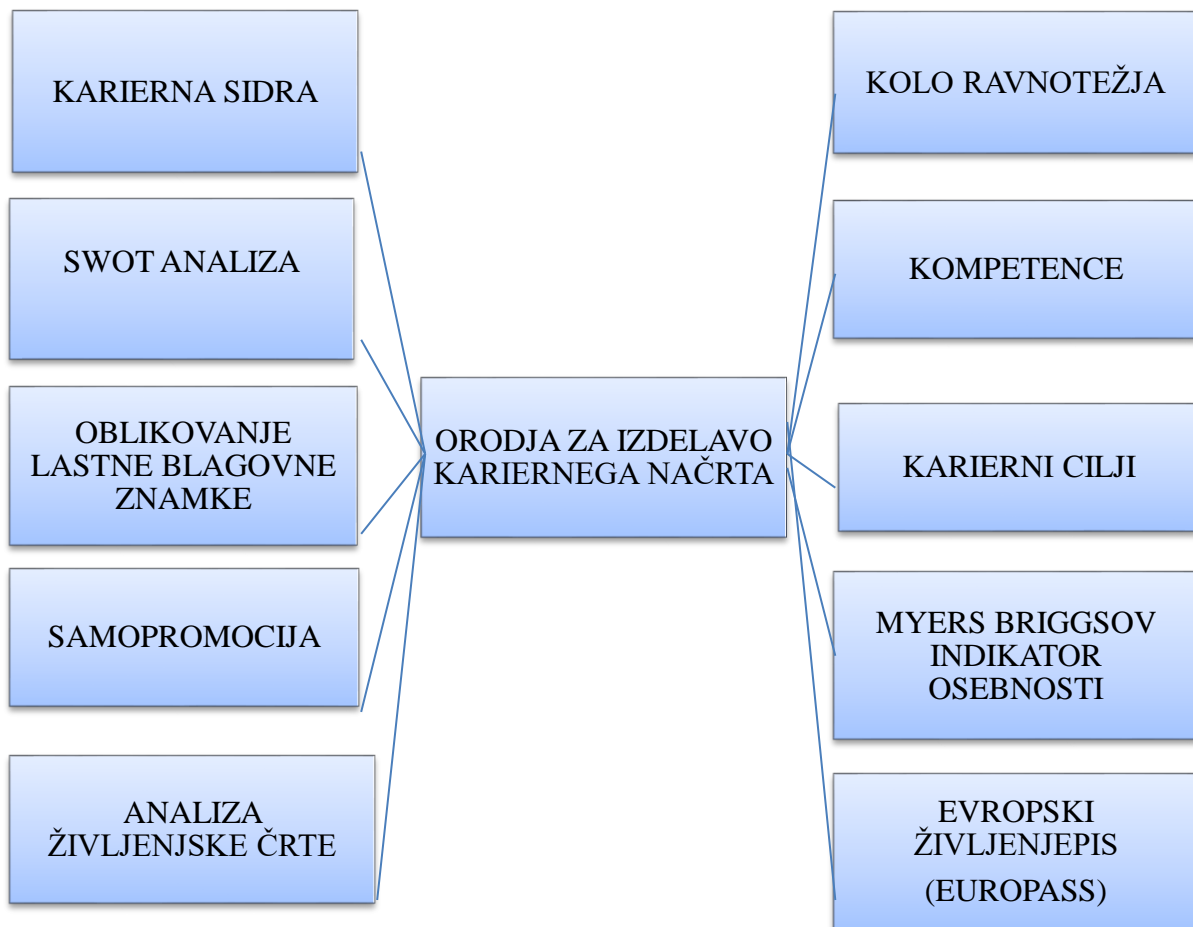 KARIERNA SIDRA
SWOT ANALIZA
OBLIKOVANJE
LASTNE BLAGOVNE
ZNAMKE
SAMOPROMOCIJA
ANALIZA
ŽIVLJENJSKE ČRTE
ORODJA ZA IZDELAVO
KARIERNEGA NAČRTA
KOLO RAVNOTEŽJA
KOMPETENCE
KARIERNI CILJI
MYERS BRIGGSOV
INDIKATOR
OSEBNOSTI
EVROPSKI
ŽIVLJENJEPIS
(EUROPASS)